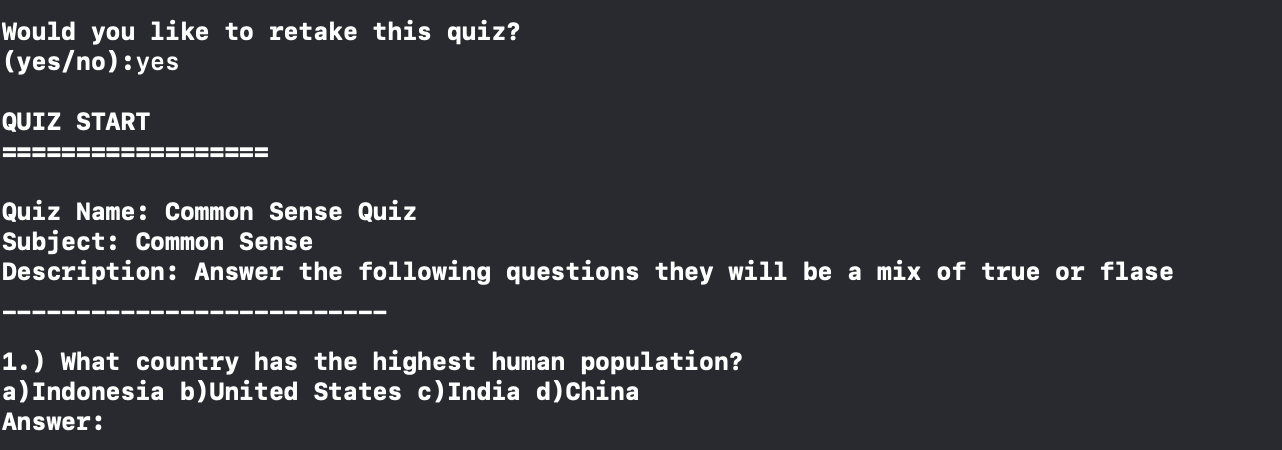 Would you like to retake this quiz?
(yes/no):yes
QUIZ START
==================
Quiz Name: Common Sense Quiz
Subject: Common Sense
Description: Answer the following questions they will be a mix of true or flase
--------------------------
1.) What country has the highest human population?
a)Indonesia b)United States c)India d)China
Answer: